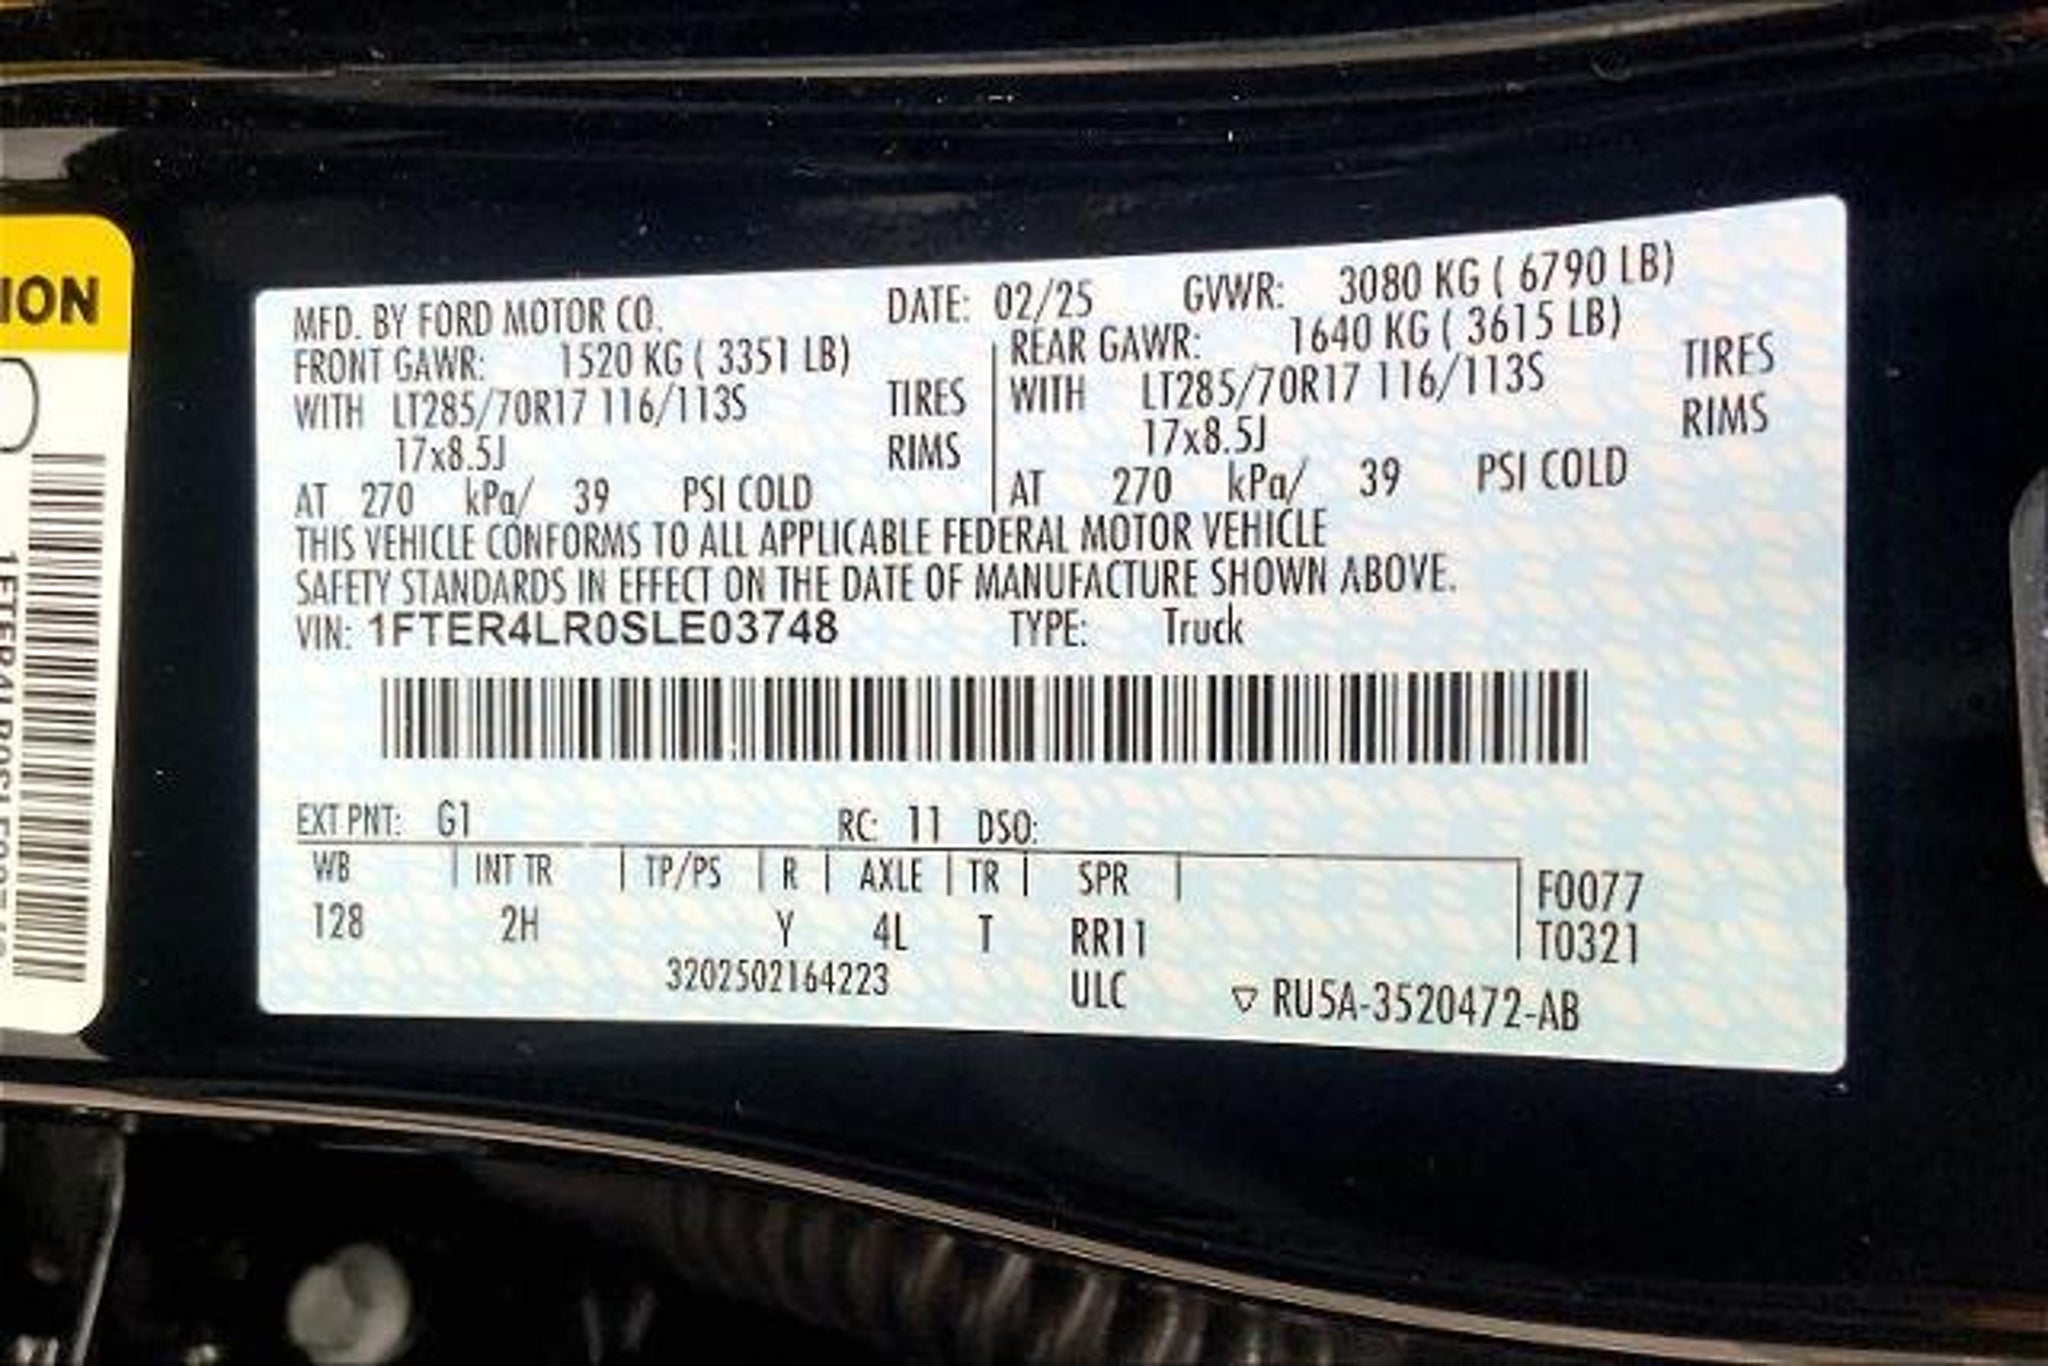 ION
MFD. BY FORD MOTOR CO. DATE: 02/25 GVWR: 3080 KG ( 6790 LB)
FRONT GAWR: 1520 KG ( 3351 LB) REAR GAWR: 1640 KG ( 3615 LB)
WITH LT285/70R17 116/113S TIRES WITH LT285/70R17 116/113S TIRES
17x8.5J RIMS 17x8.5J RIMS
AT 270 kPa/ 39 PSI COLD AT 270 kPa/ 39 PSI COLD
THIS VEHICLE CONFORMS TO ALL APPLICABLE FEDERAL MOTOR VEHICLE
SAFETY STANDARDS IN EFFECT ON THE DATE OF MANUFACTURE SHOWN ABOVE.
VIN: 1FTER4LR0SLE03748 TYPE: Truck
EXT PNT: G1 RC: 11 DSO:
WB INT TR TP/PS R AXLE TR SPR F0077
128 2H Y 4L T RR11 T0321
3202502164223 ULC ▽ RU5A-3520472-AB